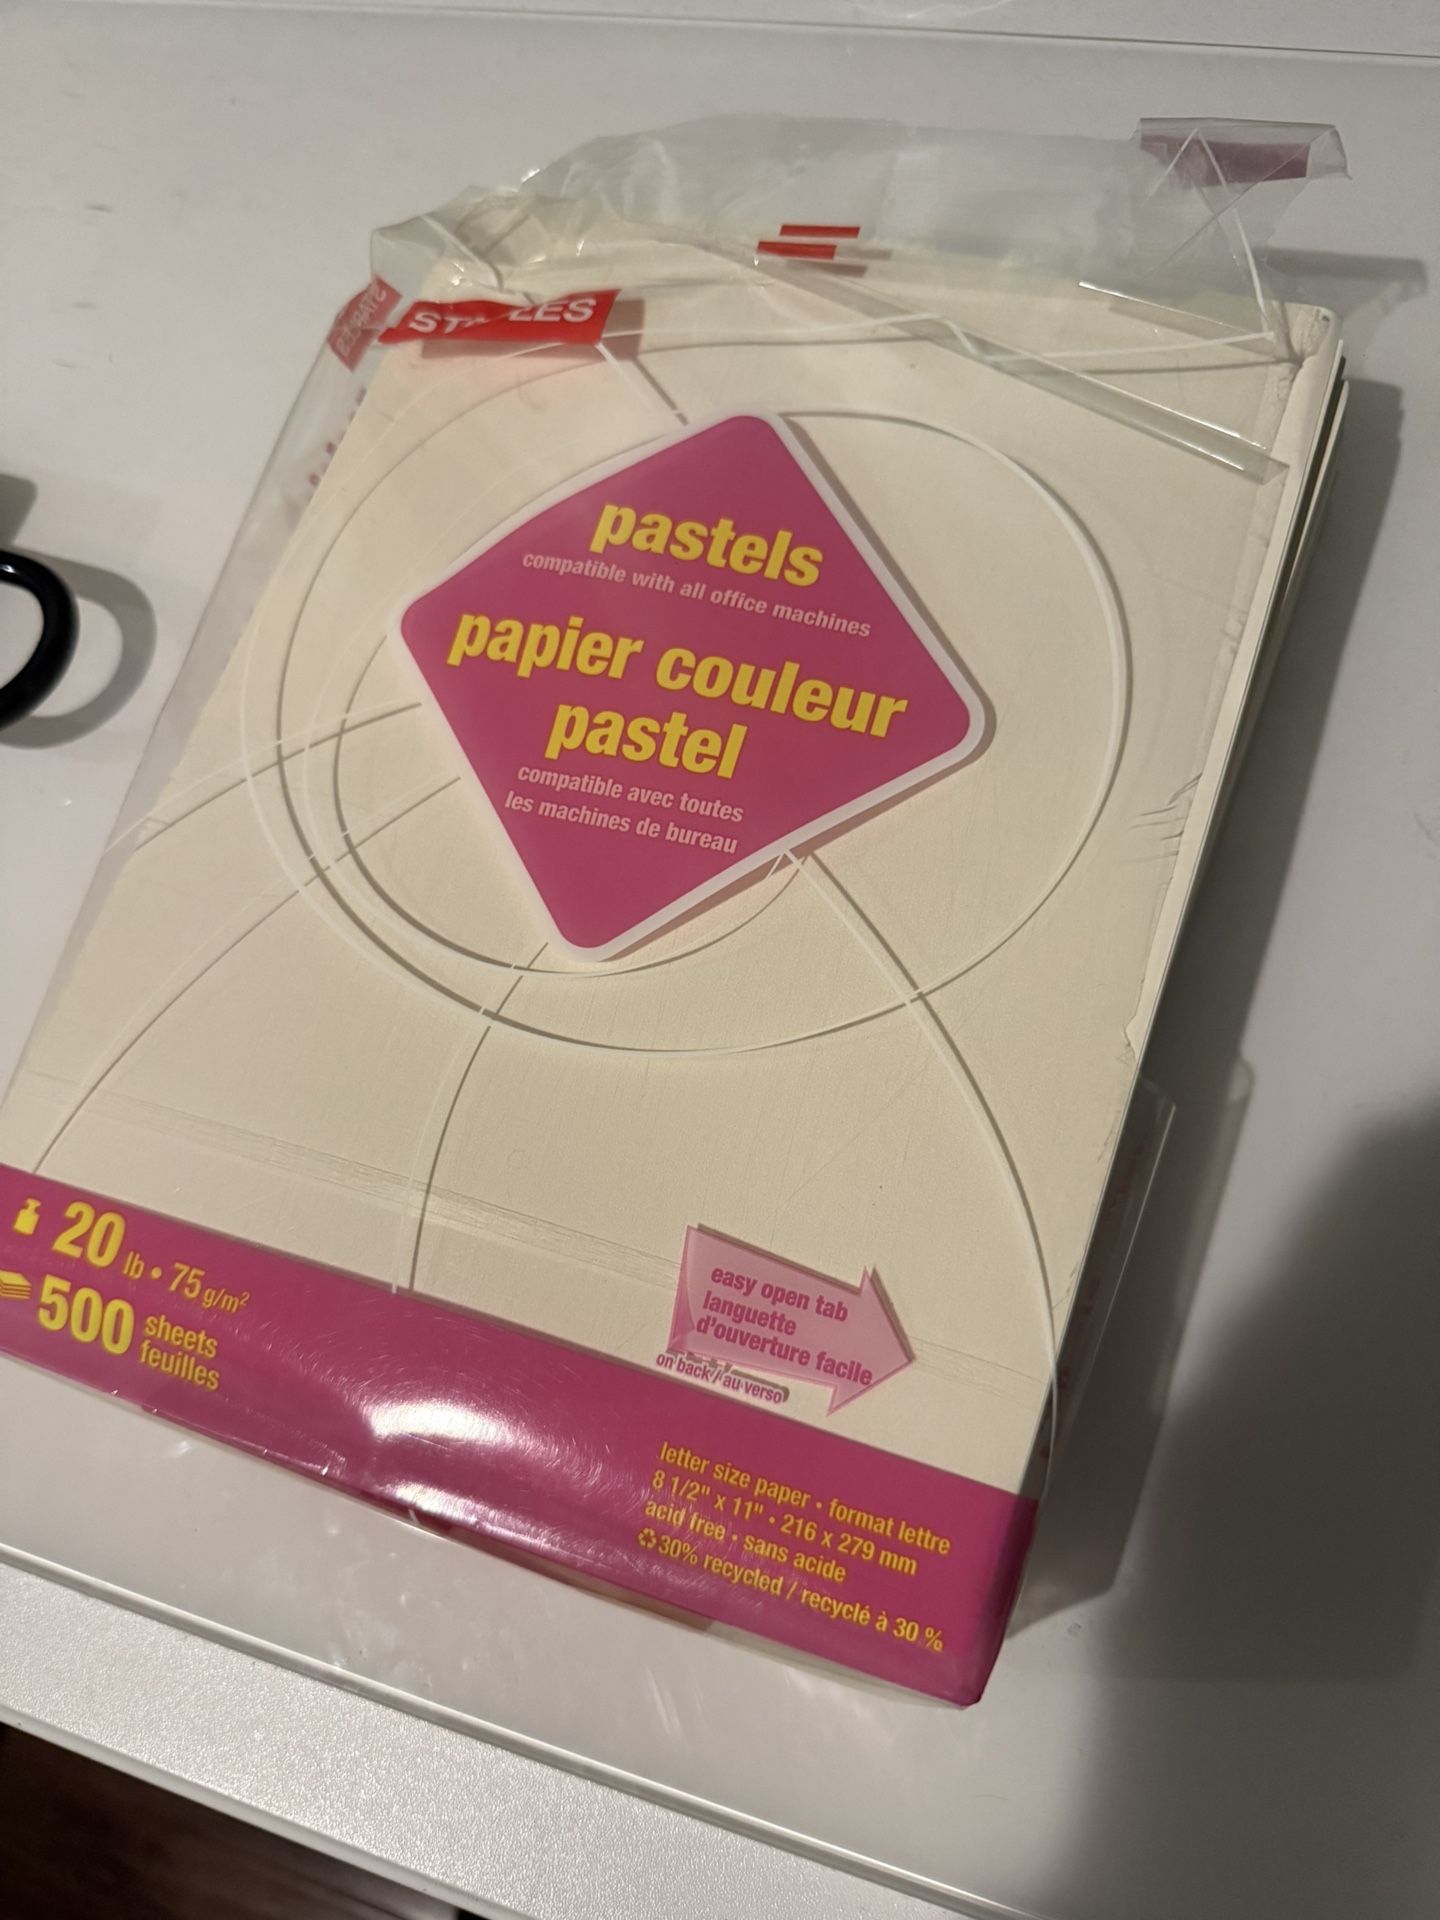 STAPLES
STAPLES
pastels
compatible with all office machines
papier couleur
pastel
compatible avec toutes
les machines de bureau
20 lb • 75 g/m²
500 sheets
feuilles
easy open tab
languette
d'ouverture facile
on back / au verso
letter size paper • format lettre
8 1/2" x 11" • 216 x 279 mm
acid free • sans acide
30% recycled / recyclé à 30 %